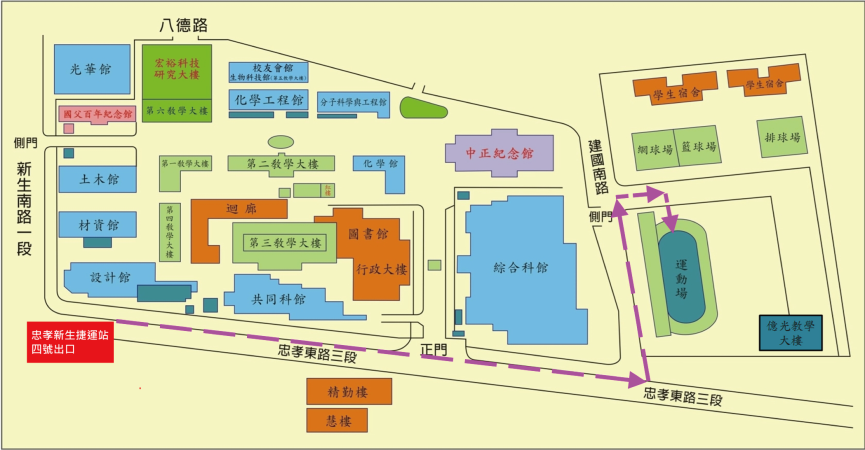 八德路
光華館
宏裕科技
研究大樓
第六教學大樓
校友會館
生物科技館(第五教學大樓)
化學工程館
分子科學與工程館
國父百年紀念館
側門
新生南路一段
土木館
材資館
設計館
第一教學大樓
第二教學大樓
化學館
紅樓
第四教學大樓
迴廊
第三教學大樓
圖書館
行政大樓
共同科館
中正紀念館
綜合科館
建國南路
側門
學生宿舍
學生宿舍
網球場
籃球場
排球場
運動場
億光教學
大樓
忠孝新生捷運站
四號出口
忠孝東路三段
正門
忠孝東路三段
精勤樓
慧樓